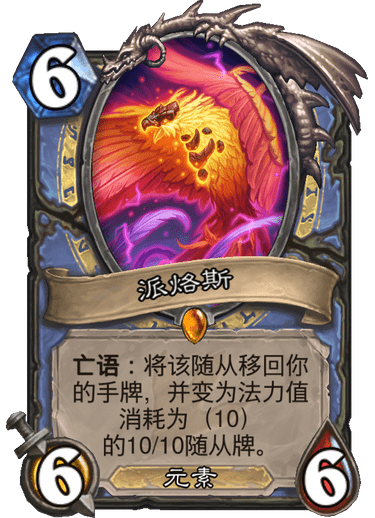 6
派烙斯
亡语：将该随从移回你
的手牌，并变为法力值
消耗为（10）
的10/10随从牌。
6
元素
6